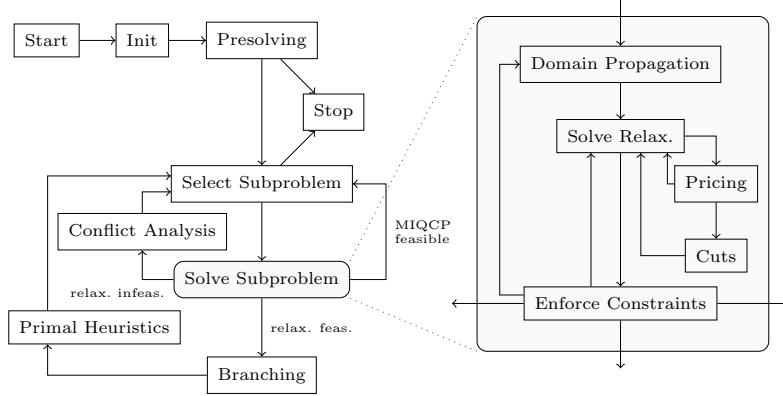 Start
Init
Presolving
Stop
Select Subproblem
Conflict Analysis
MIQCP
feasible
Solve Subproblem
relax. infeas.
Primal Heuristics
relax. feas.
Branching
Domain Propagation
Solve Relax.
Pricing
Cuts
Enforce Constraints